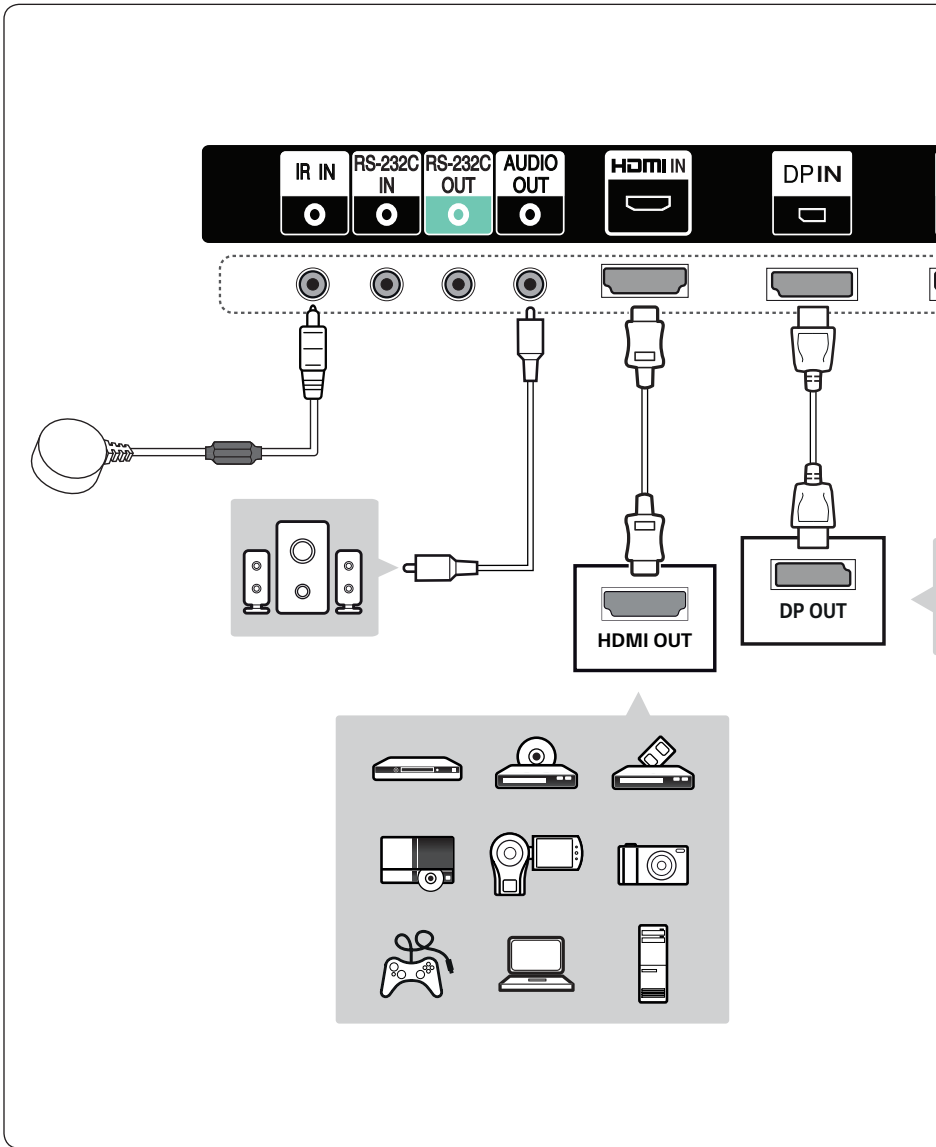 IR IN
RS-232C
IN
RS-232C
OUT
AUDIO
OUT
HDMI IN
DP IN
HDMI OUT
DP OUT